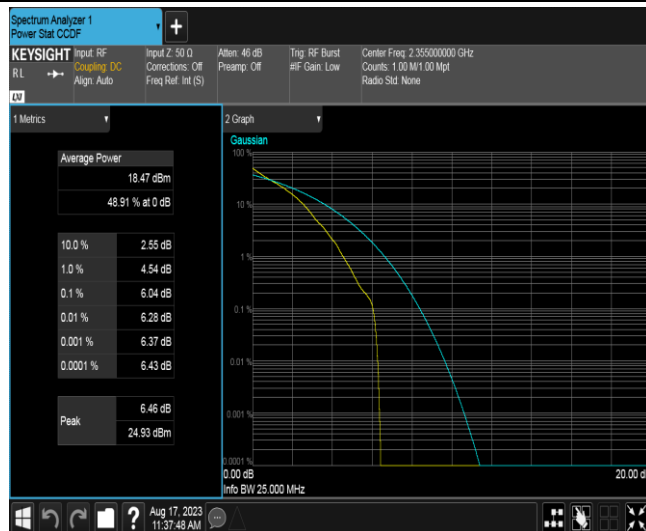 Spectrum Analyzer 1
Power Stat CCDF
+
KEYSIGHT
RL
Input: RF
Coupling: DC
Align: Auto
Input Z: 50 Ω
Corrections: Off
Freq Ref: Int (S)
Atten: 46 dB
Preamp: Off
Trig: RF Burst
#IF Gain: Low
Center Freq: 2.355000000 GHz
Counts: 1.00 M/1.00 Mpt
Radio Std: None
1 Metrics
Average Power
18.47 dBm
48.91 % at 0 dB
10.0 % 2.55 dB
1.0 % 4.54 dB
0.1 % 6.04 dB
0.01 % 6.28 dB
0.001 % 6.37 dB
0.0001 % 6.43 dB
Peak
6.46 dB
24.93 dBm
2 Graph
Gaussian
100 %
10 %
1 %
0.1 %
0.01 %
0.001 %
0.0001 %
0.00 dB
20.00 d
Info BW 25.000 MHz
?
Aug 17, 2023
11:37:48 AM